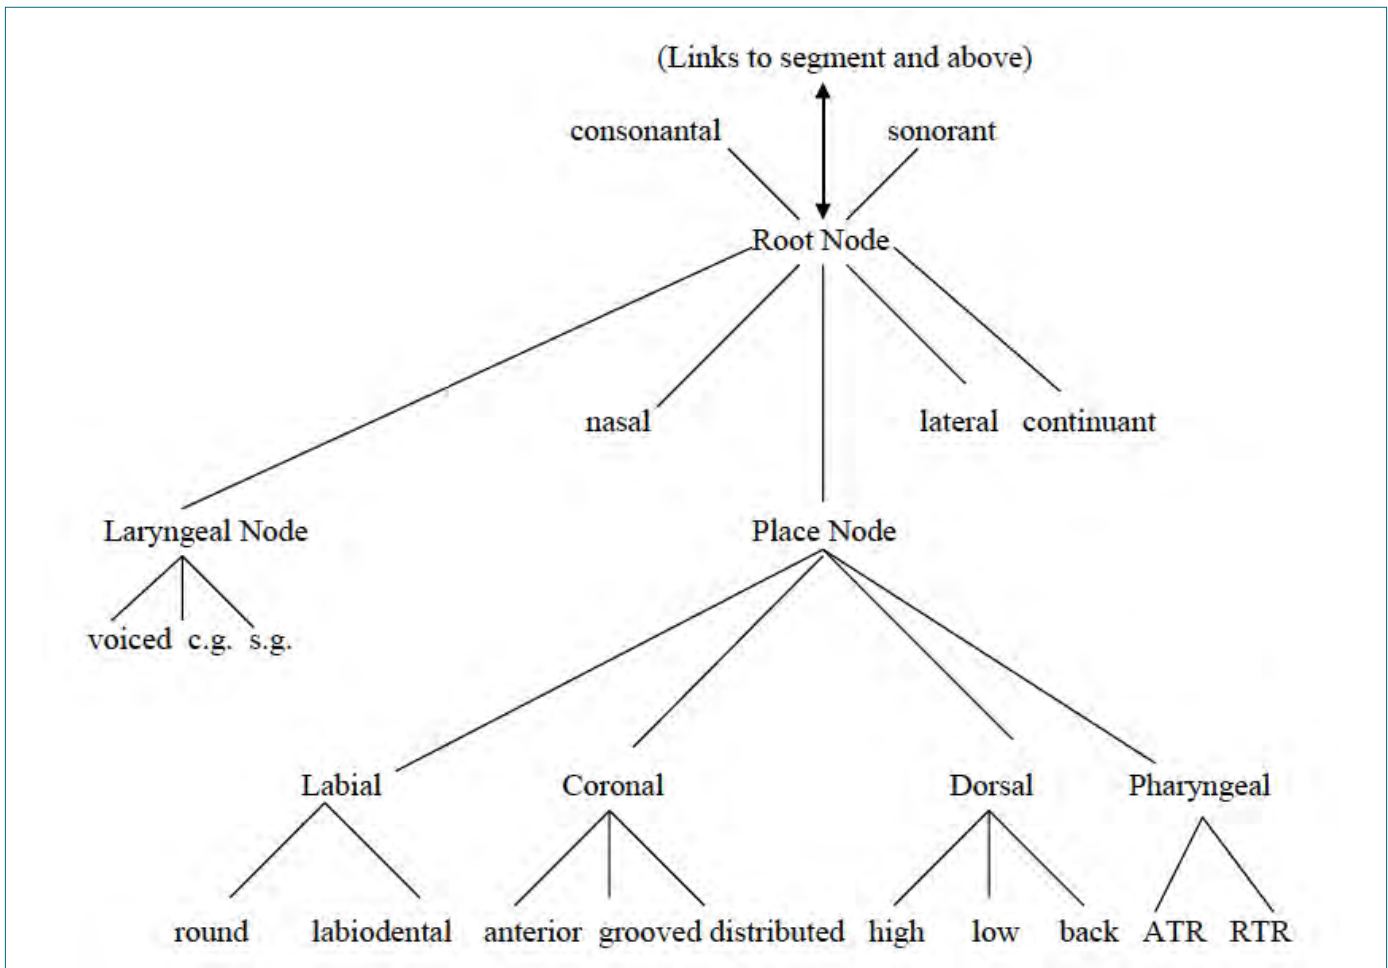 (Links to segment and above)
consonantal sonorant
Root Node
nasal lateral continuant
Laryngeal Node Place Node
voiced c.g. s.g.
Labial Coronal Dorsal Pharyngeal
round labiodental anterior grooved distributed high low back ATR RTR